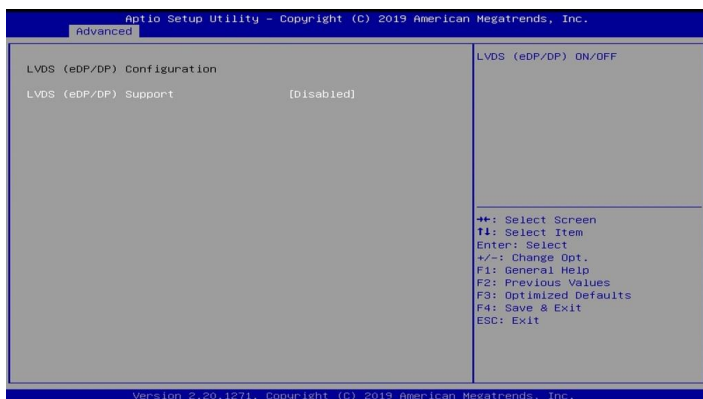 Aptio Setup Utility – Copyright (C) 2019 American Megatrends, Inc.
Advanced
LVDS (eDP/DP) Configuration
LVDS (eDP/DP) Support [Disabled]
LVDS (eDP/DP) ON/OFF
→←: Select Screen
↑↓: Select Item
Enter: Select
+/-: Change Opt.
F1: General Help
F2: Previous Values
F3: Optimized Defaults
F4: Save & Exit
ESC: Exit
Version 2.20.1271. Copyright (C) 2019 American Megatrends, Inc.